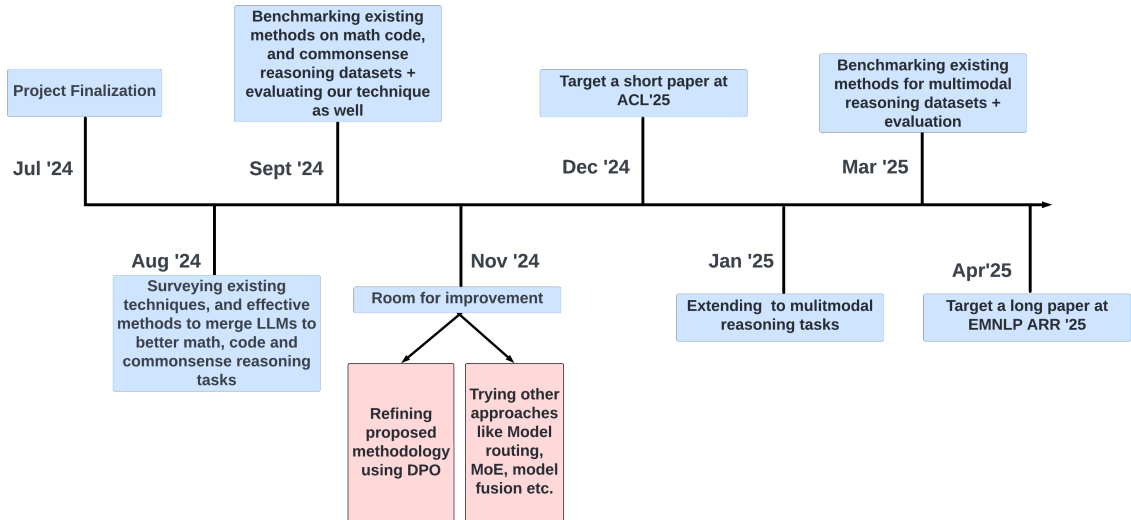 Project Finalization
Jul '24
Benchmarking existing
methods on math code,
and commonsense
reasoning datasets +
evaluating our technique
as well
Sept '24
Target a short paper at
ACL'25
Dec '24
Benchmarking existing
methods for multimodal
reasoning datasets +
evaluation
Mar '25
Aug '24
Surveying existing
techniques, and effective
methods to merge LLMs to
better math, code and
commonsense reasoning
tasks
Nov '24
Room for improvement
Refining
proposed
methodology
using DPO
Trying other
approaches
like Model
routing,
MoE, model
fusion etc.
Jan '25
Extending to mulitmodal
reasoning tasks
Apr'25
Target a long paper at
EMNLP ARR '25